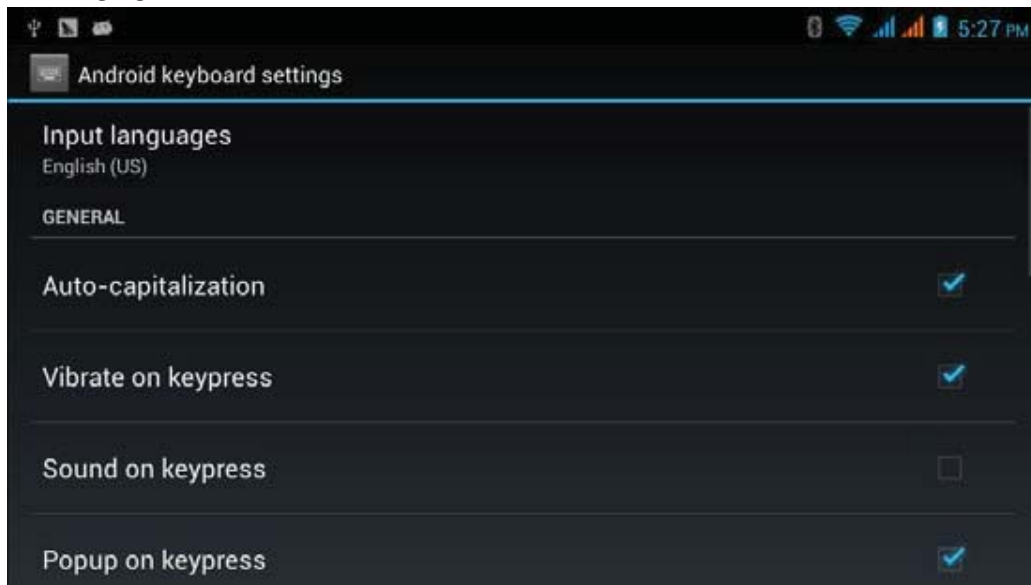 5:27 PM
Android keyboard settings
Input languages
English (US)
GENERAL
Auto-capitalization
Vibrate on keypress
Sound on keypress
Popup on keypress